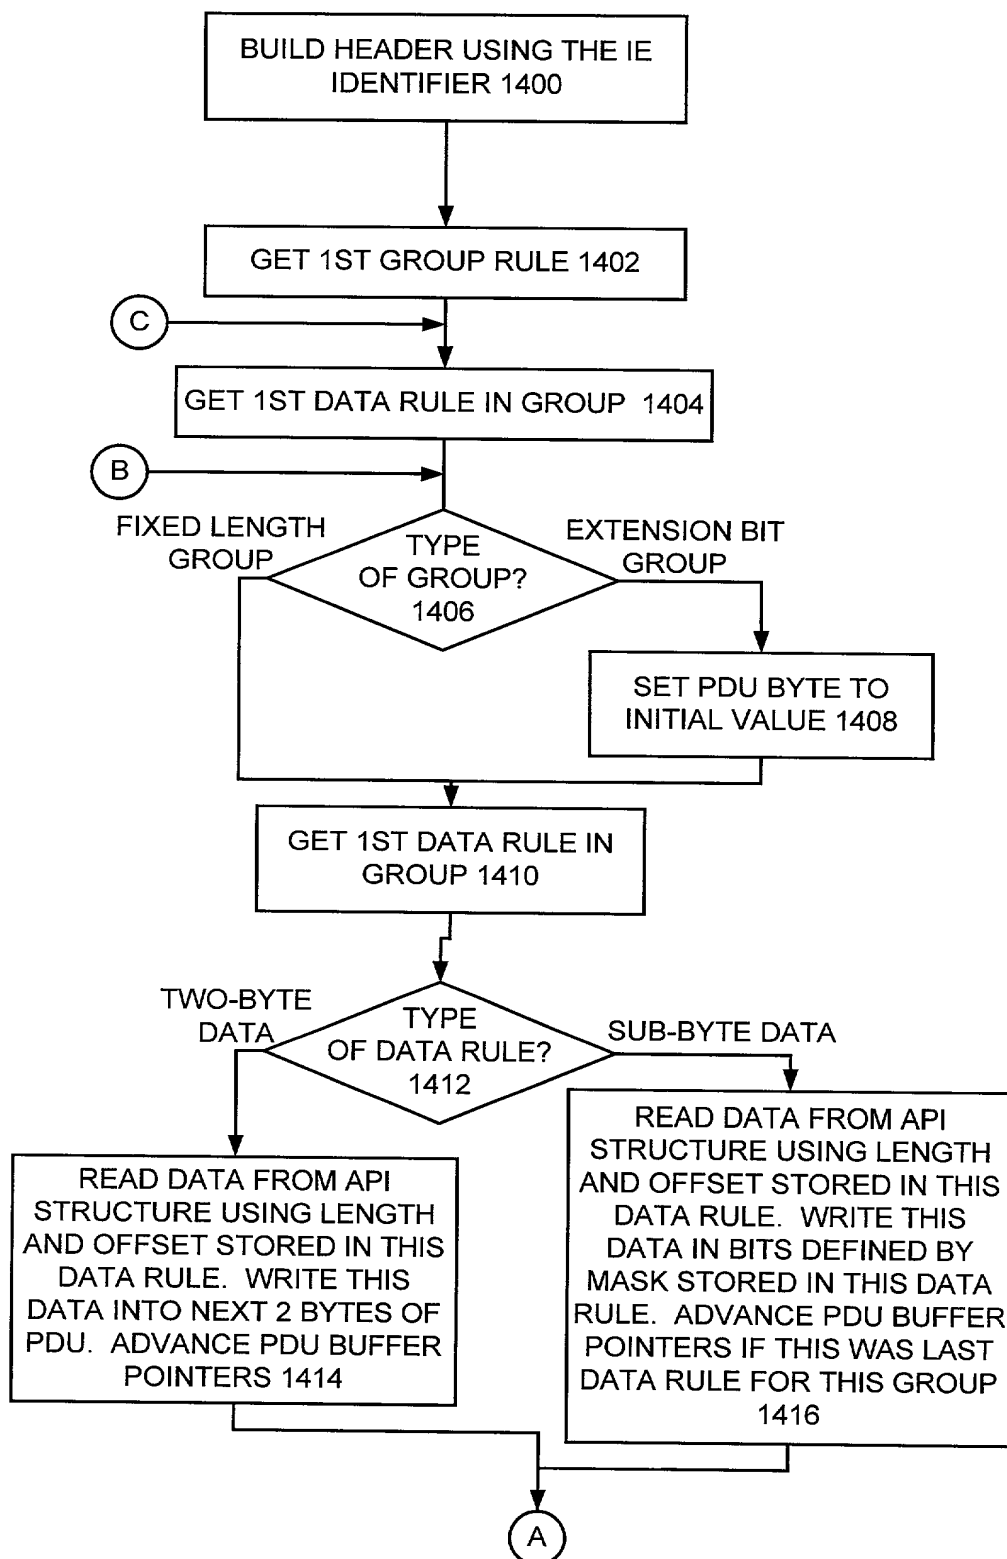 BUILD HEADER USING THE IE
IDENTIFIER 1400
GET 1ST GROUP RULE 1402
C
GET 1ST DATA RULE IN GROUP 1404
B
FIXED LENGTH
GROUP
TYPE
OF GROUP?
1406
EXTENSION BIT
GROUP
SET PDU BYTE TO
INITIAL VALUE 1408
GET 1ST DATA RULE IN
GROUP 1410
TWO-BYTE
DATA
TYPE
OF DATA RULE?
1412
SUB-BYTE DATA
READ DATA FROM API
STRUCTURE USING LENGTH
AND OFFSET STORED IN THIS
DATA RULE. WRITE THIS
DATA INTO NEXT 2 BYTES OF
PDU. ADVANCE PDU BUFFER
POINTERS 1414
READ DATA FROM API
STRUCTURE USING LENGTH
AND OFFSET STORED IN THIS
DATA RULE. WRITE THIS
DATA IN BITS DEFINED BY
MASK STORED IN THIS DATA
RULE. ADVANCE PDU BUFFER
POINTERS IF THIS WAS LAST
DATA RULE FOR THIS GROUP
1416
A